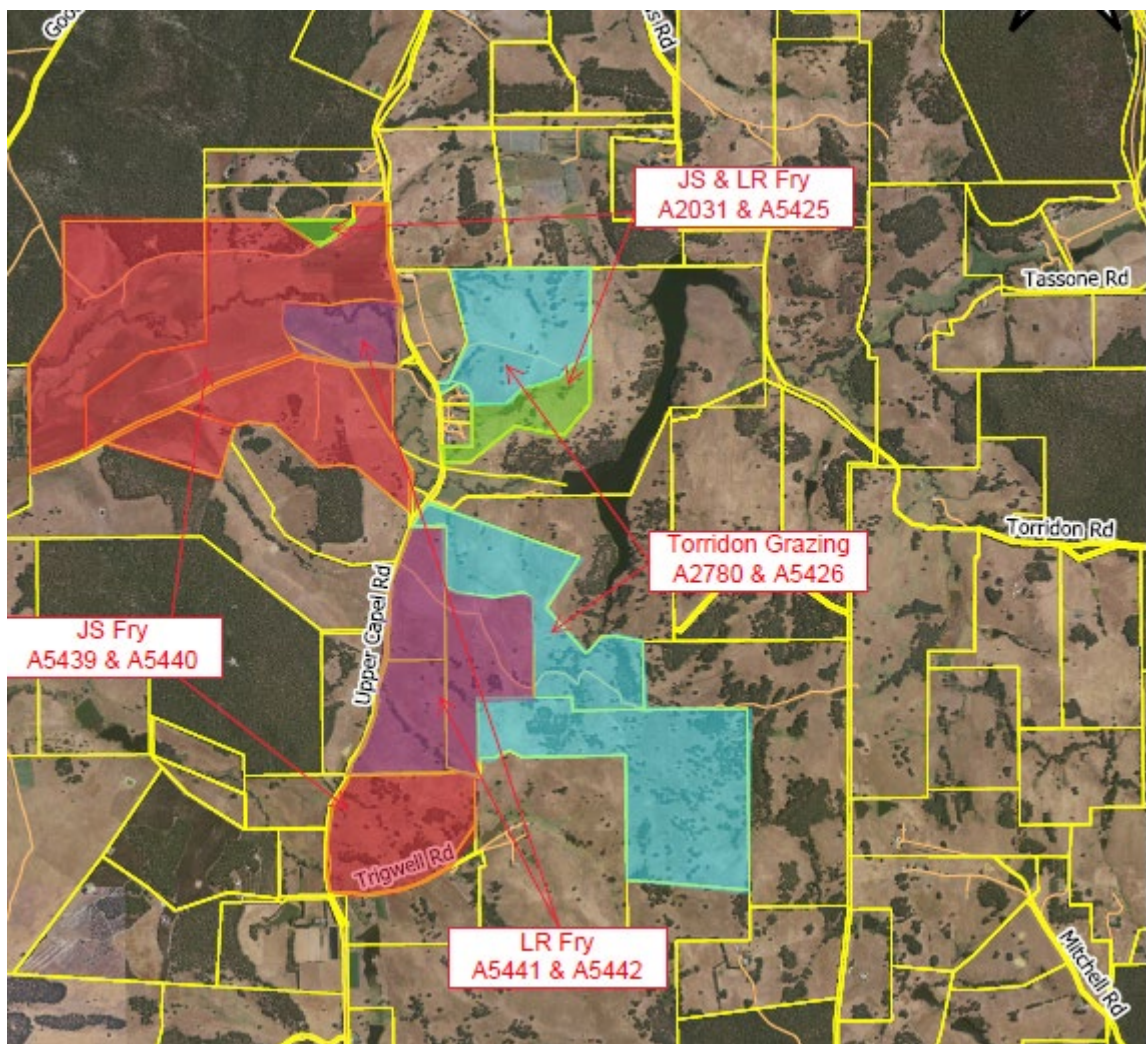 JS & LR Fry
A2031 & A5425
Tassone Rd
Torridon Rd
Torridon Grazing
A2780 & A5426
Upper Capel Rd
JS Fry
A5439 & A5440
Trigwell Rd
LR Fry
A5441 & A5442
Mitchell Rd